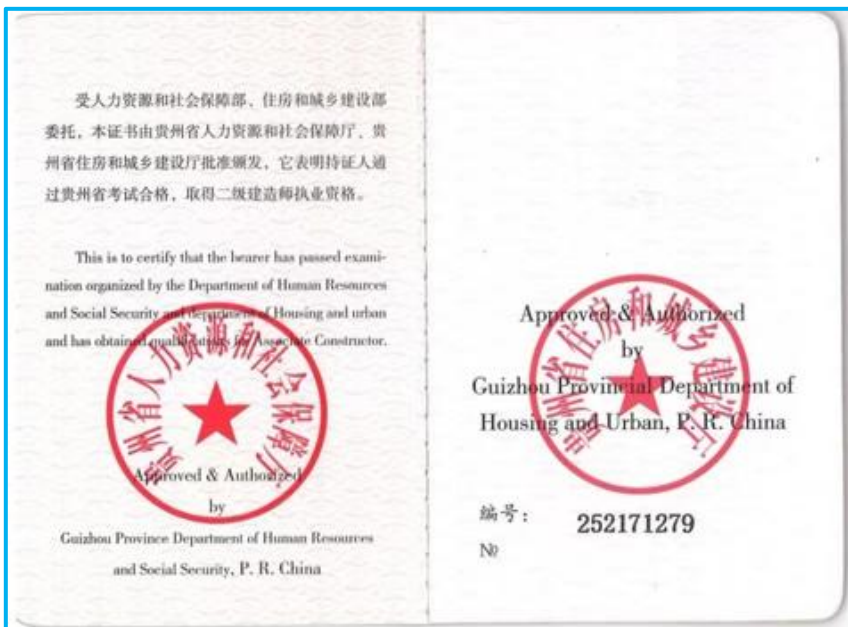 受人力资源和社会保障部、住房和城乡建设部
委托，本证书由贵州省人力资源和社会保障厅、贵
州省住房和城乡建设厅批准颁发，它表明持证人通
过贵州省考试合格，取得二级建造师执业资格。
This is to certify that the bearer has passed exami-
nation organized by the Department of Human Resources
and Social Security and department of Housing and urban
and has obtained qualifications for Associate Constructor.
贵州省人力资源和社会保障厅
Approved & Authorized
by
Guizhou Province Department of Human Resources
and Social Security, P. R. China
贵州省住房和城乡建设厅
Approved & Authorized
by
Guizhou Provincial Department of
Housing and Urban, P. R. China
编号： 252171279
№